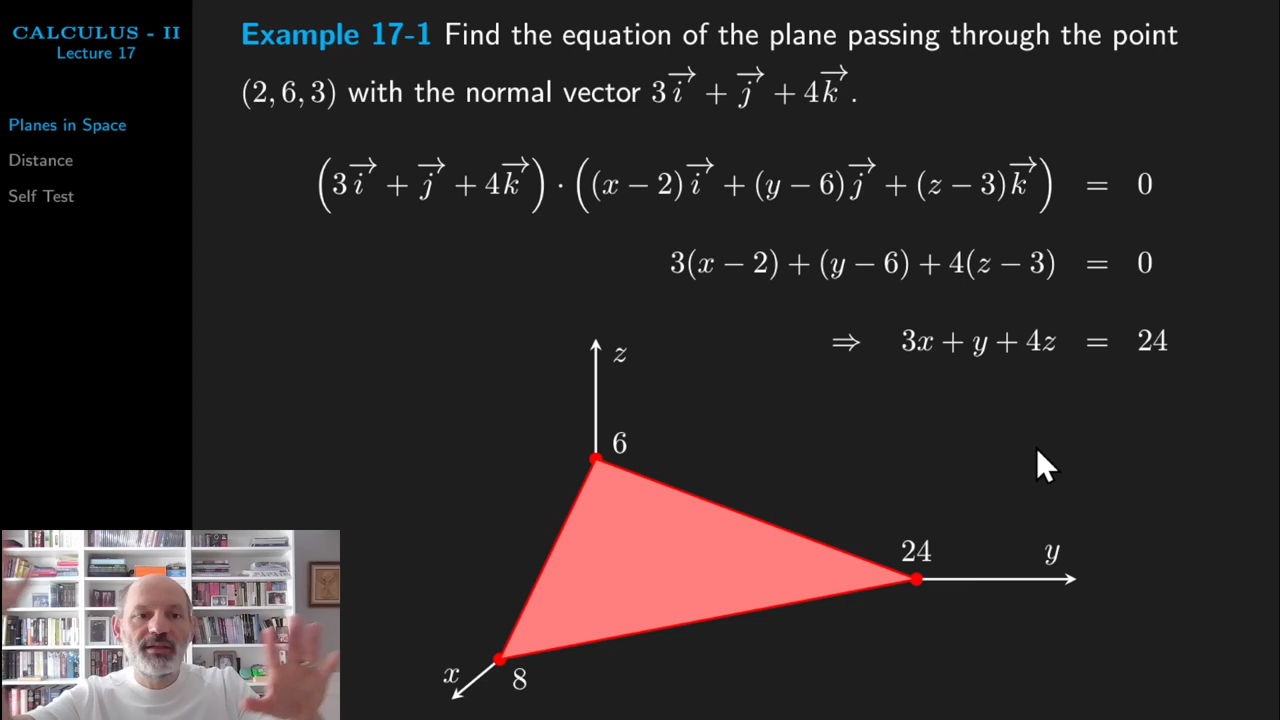 CALCULUS - II
Lecture 17
Planes in Space
Distance
Self Test
Example 17-1 Find the equation of the plane passing through the point
(2, 6, 3) with the normal vector 3i⃗ + j⃗ + 4k⃗.
(3i⃗ + j⃗ + 4k⃗) · ((x − 2)i⃗ + (y − 6)j⃗ + (z − 3)k⃗) = 0
3(x − 2) + (y − 6) + 4(z − 3) = 0
⇒ 3x + y + 4z = 24
z
6
24
y
x
8